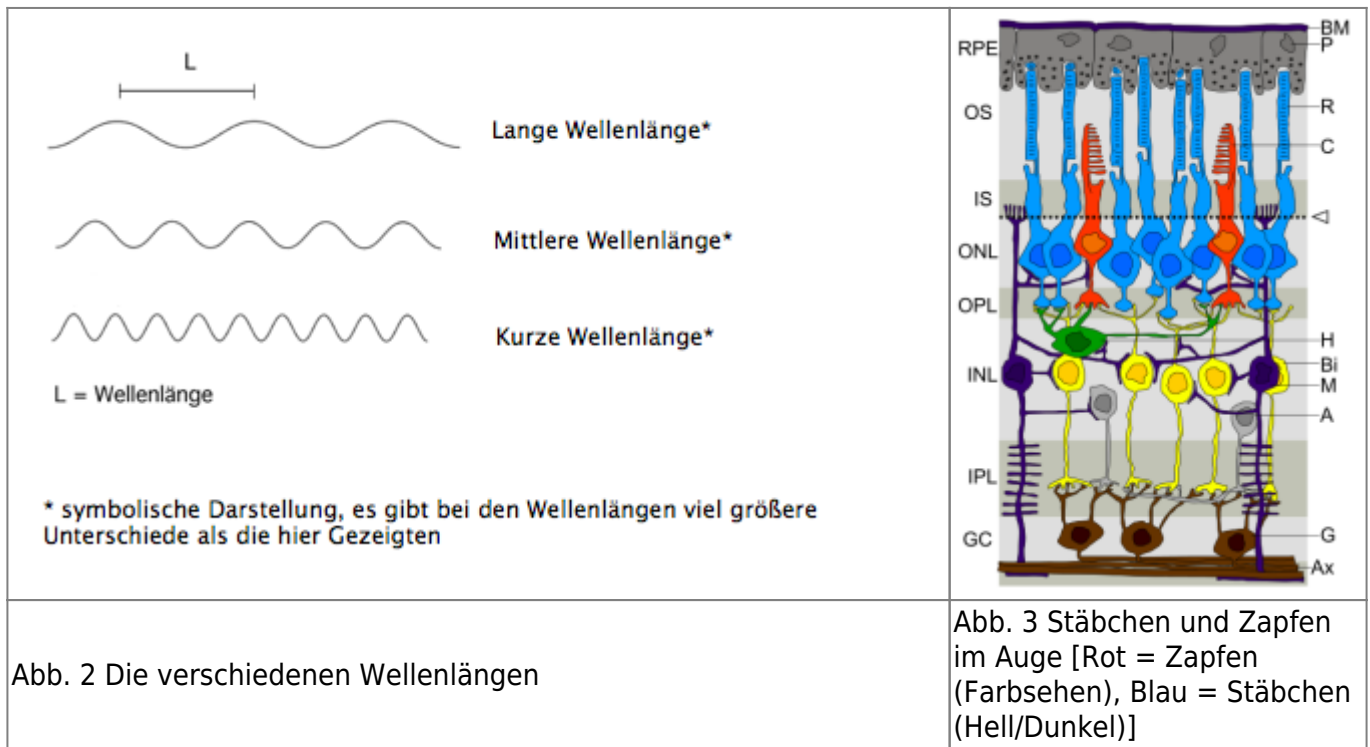 L
Lange Wellenlänge*
Mittlere Wellenlänge*
Kurze Wellenlänge*
L = Wellenlänge
* symbolische Darstellung, es gibt bei den Wellenlängen viel größere
Unterschiede als die hier Gezeigten
BM
RPE
P
OS
R
C
IS
ONL
OPL
H
Bi
INL
M
A
IPL
GC
G
Ax
Abb. 2 Die verschiedenen Wellenlängen
Abb. 3 Stäbchen und Zapfen
im Auge [Rot = Zapfen
(Farbsehen), Blau = Stäbchen
(Hell/Dunkel)]